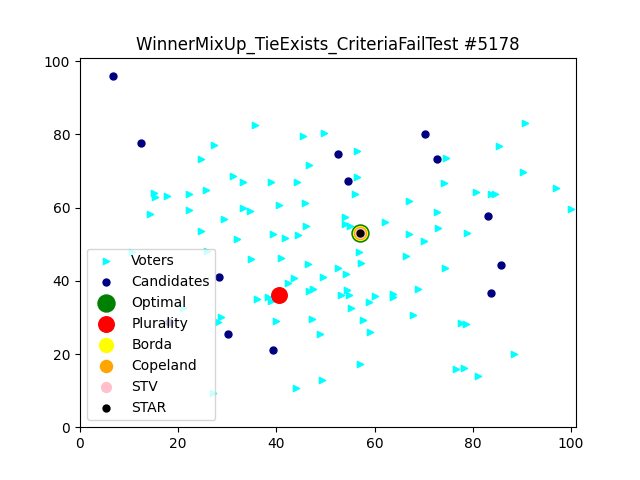 WinnerMixUp_TieExists_CriteriaFailTest #5178
100
80
60
40
20
0
Voters
Candidates
Optimal
Plurality
Borda
Copeland
STV
STAR
0 20 40 60 80 100